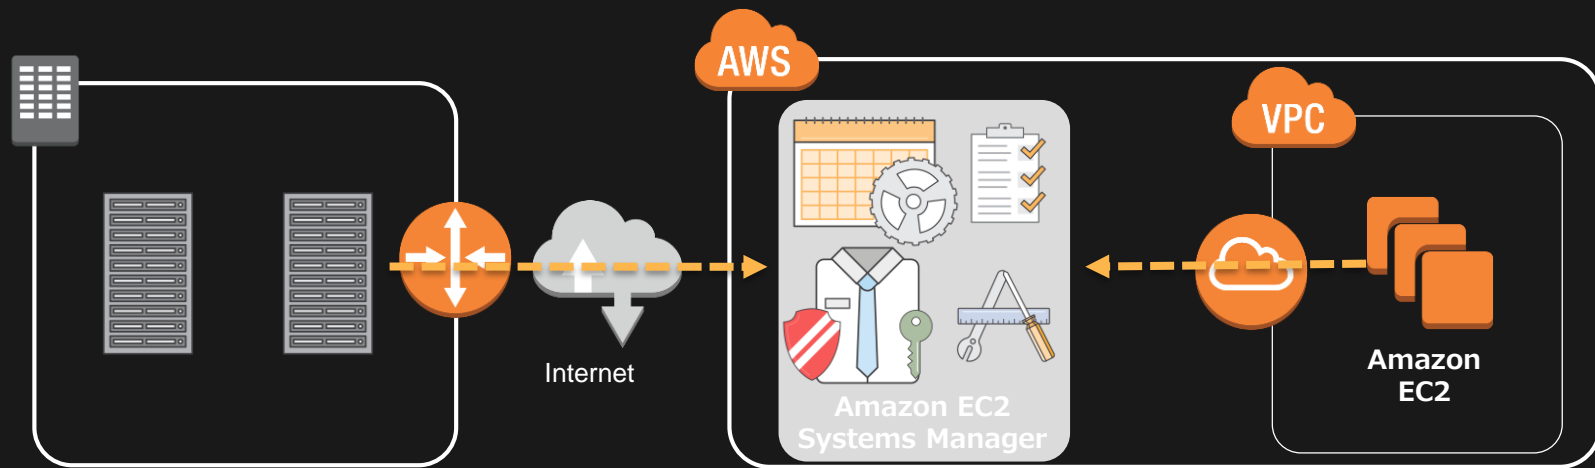 AWS
VPC
Internet
Amazon EC2
Systems Manager
Amazon
EC2